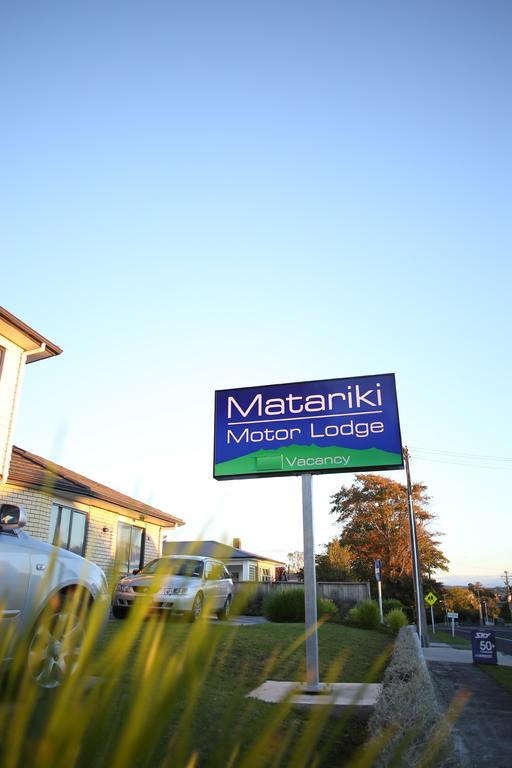 Matariki
Motor Lodge
Vacancy
SKY
50+